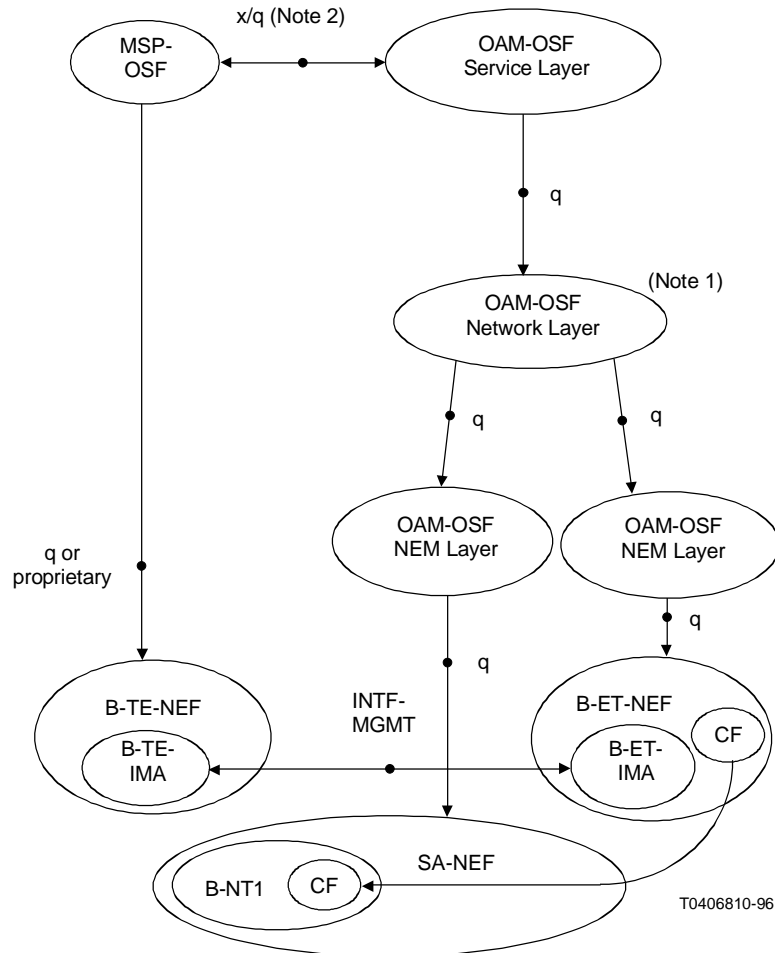 x/q (Note 2)
MSP-
OSF
OAM-OSF
Service Layer
q
(Note 1)
OAM-OSF
Network Layer
q
q
OAM-OSF
NEM Layer
OAM-OSF
NEM Layer
q or
proprietary
q
q
B-TE-NEF
INTF-
MGMT
B-ET-NEF
B-TE-
IMA
B-ET-
IMA
CF
SA-NEF
B-NT1
CF
T0406810-96